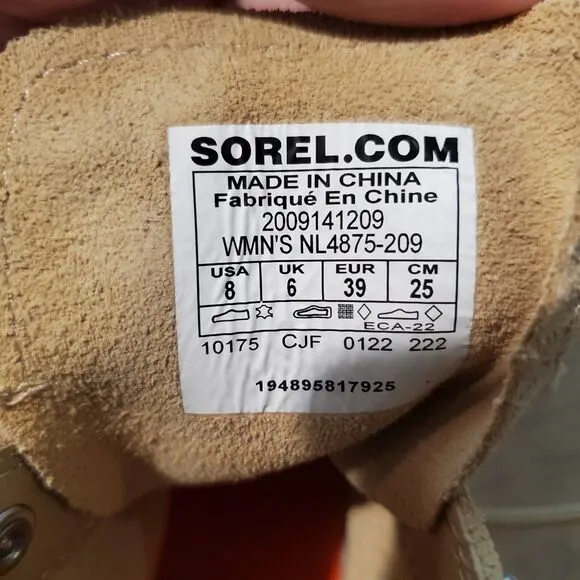 SOREL.COM
MADE IN CHINA
Fabriqué En Chine
2009141209
WMN'S NL4875-209
USA UK EUR CM
8 6 39 25
ECA-22
10175 CJF 0122 222
194895817925